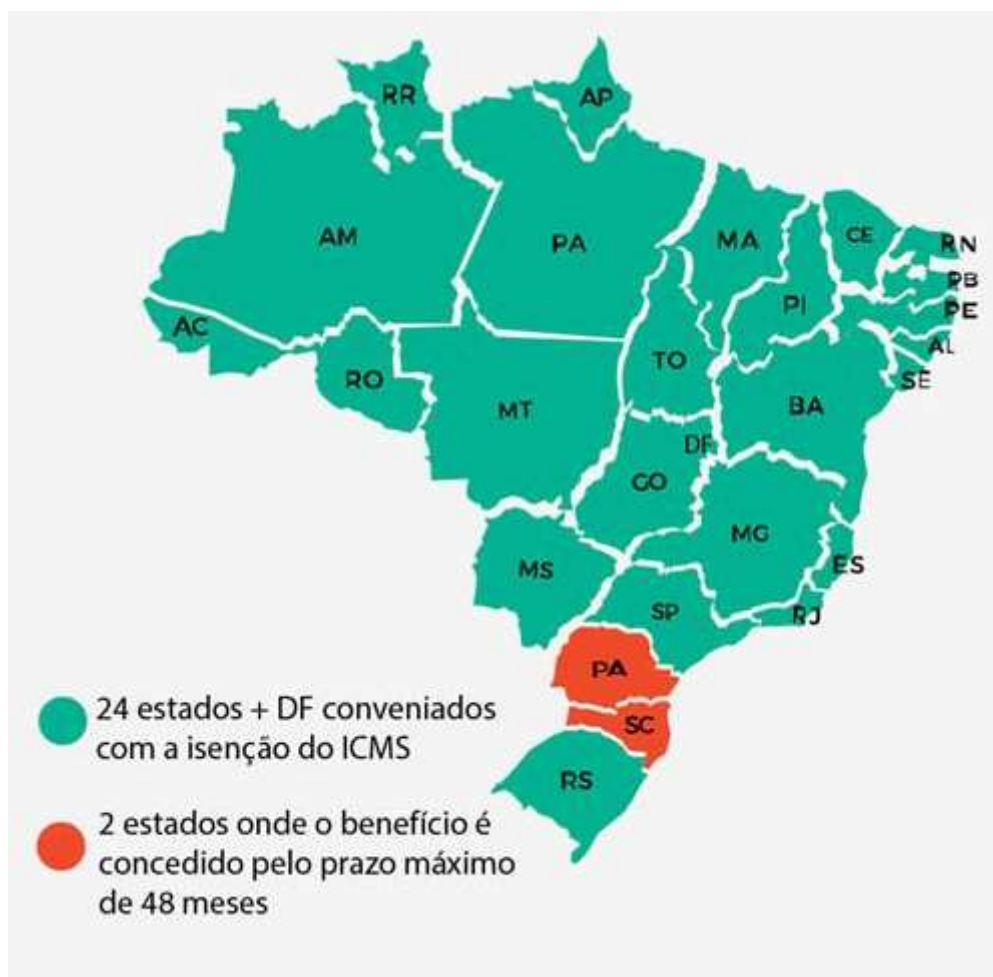 RR
AP
AM
PA
MA
CE
RN
PB
PE
AL
SE
PI
AC
RO
TO
MT
BA
DF
GO
MG
ES
MS
SP
RJ
PA
SC
RS
24 estados + DF conveniados
com a isenção do ICMS
2 estados onde o benefício é
concedido pelo prazo máximo
de 48 meses